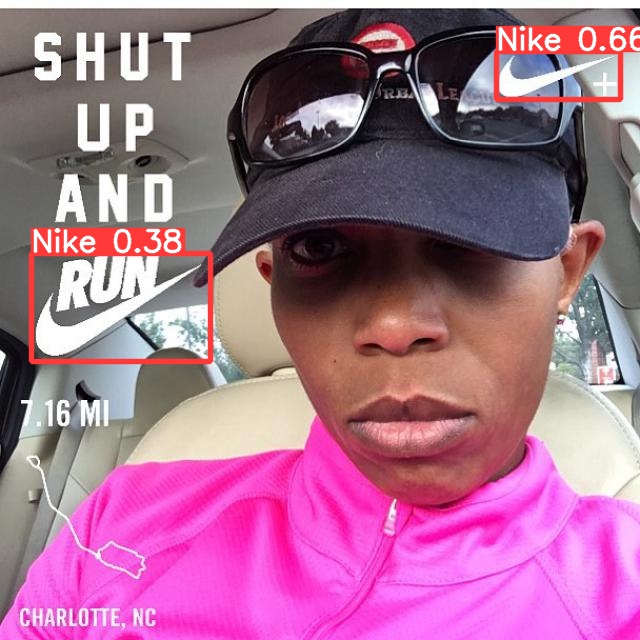 SHUT
UP
AND
Nike 0.38
RUN
7.16 MI
CHARLOTTE, NC
Nike 0.66
+